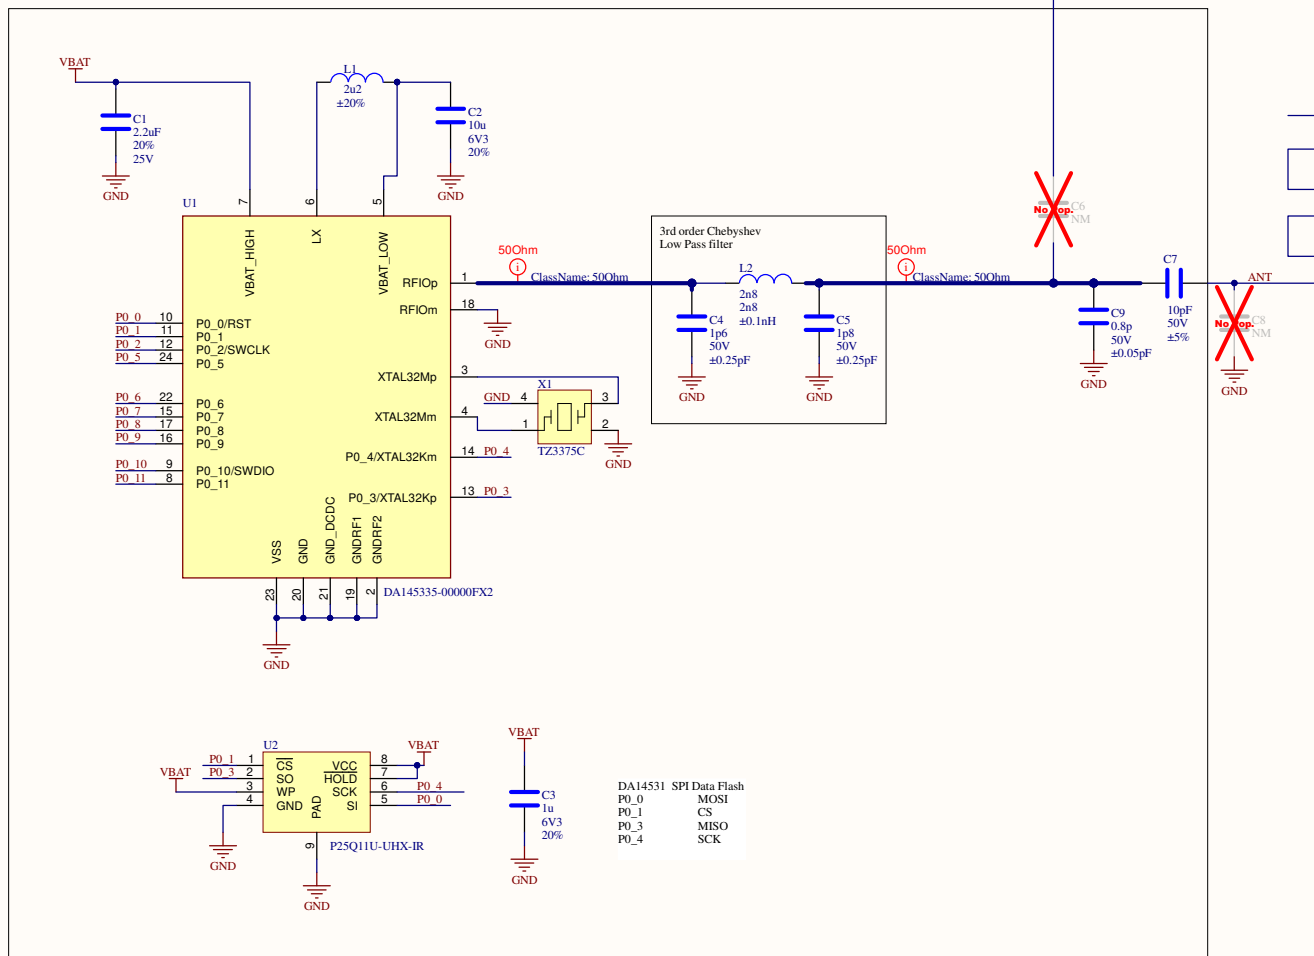 VBAT
C1
2.2uF
20%
25V
GND
L1
2u2
±20%
C2
10u
6V3
20%
GND
U1
7
6
5
VBAT_HIGH
LX
VBAT_LOW
RFIOp
1
RFIOm
18
GND
P0_0 10 P0_0/RST
P0_1 11 P0_1
P0_2 12 P0_2/SWCLK
P0_5 24 P0_5
P0_6 22 P0_6
P0_7 15 P0_7
P0_8 17 P0_8
P0_9 16 P0_9
P0_10 9 P0_10/SWDIO
P0_11 8 P0_11
XTAL32Mp 3
XTAL32Mm 4
P0_4/XTAL32Km 14 P0_4
P0_3/XTAL32Kp 13 P0_3
VSS
GND
GND_DCDC
GNDRF1
GNDRF2
23
20
21
19
2
DA145335-00000FX2
GND
X1
GND 4
3
1
2
TZ3375C
GND
50Ohm
i
ClassName: 50Ohm
3rd order Chebyshev
Low Pass filter
L2
2n8
2n8
±0.1nH
C4
1p6
50V
±0.25pF
GND
C5
1p8
50V
±0.25pF
GND
50Ohm
i
ClassName: 50Ohm
C6
NM
C9
0.8p
50V
±0.05pF
GND
C7
10pF
50V
±5%
ANT
C8
NM
GND
U2
P0_1 1 CS
P0_3 2 SO
VBAT 3 WP
4 GND
GND
VCC 8
HOLD 7
SCK 6 P0_4
SI 5 P0_0
VBAT
PAD
9
P25Q11U-UHX-IR
GND
VBAT
C3
1u
6V3
20%
GND
DA14531 SPI Data Flash
P0_0 MOSI
P0_1 CS
P0_3 MISO
P0_4 SCK